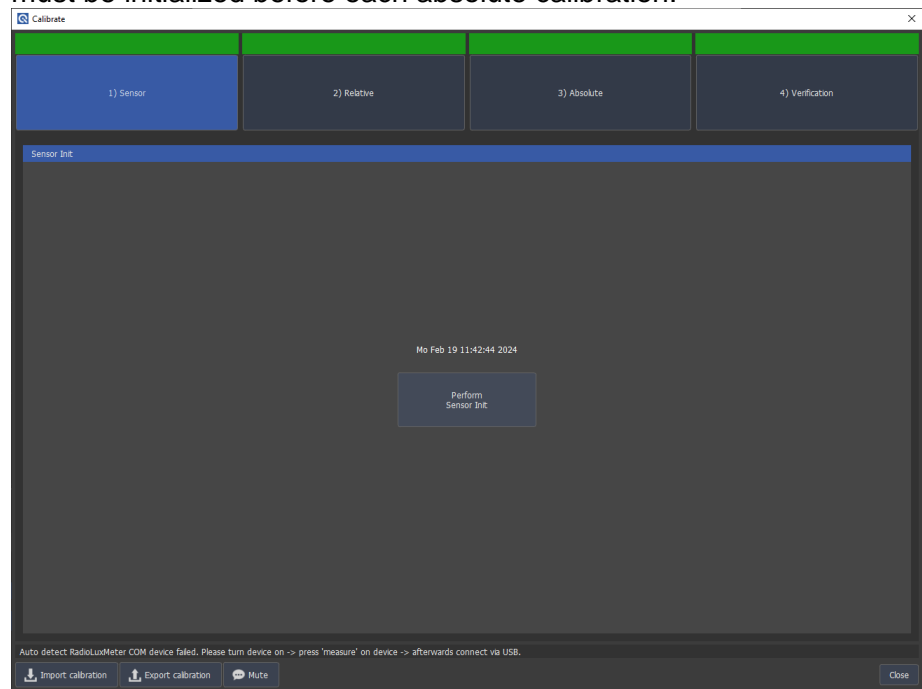 must be initialized before each absolute calibration.
Calibrate
1) Sensor
2) Relative
3) Absolute
4) Verification
Sensor Init
Mo Feb 19 11:42:44 2024
Perform
Sensor Init
Auto detect RadioLuxMeter COM device failed. Please turn device on -> press 'measure' on device -> afterwards connect via USB.
Import calibration
Export calibration
Mute
Close